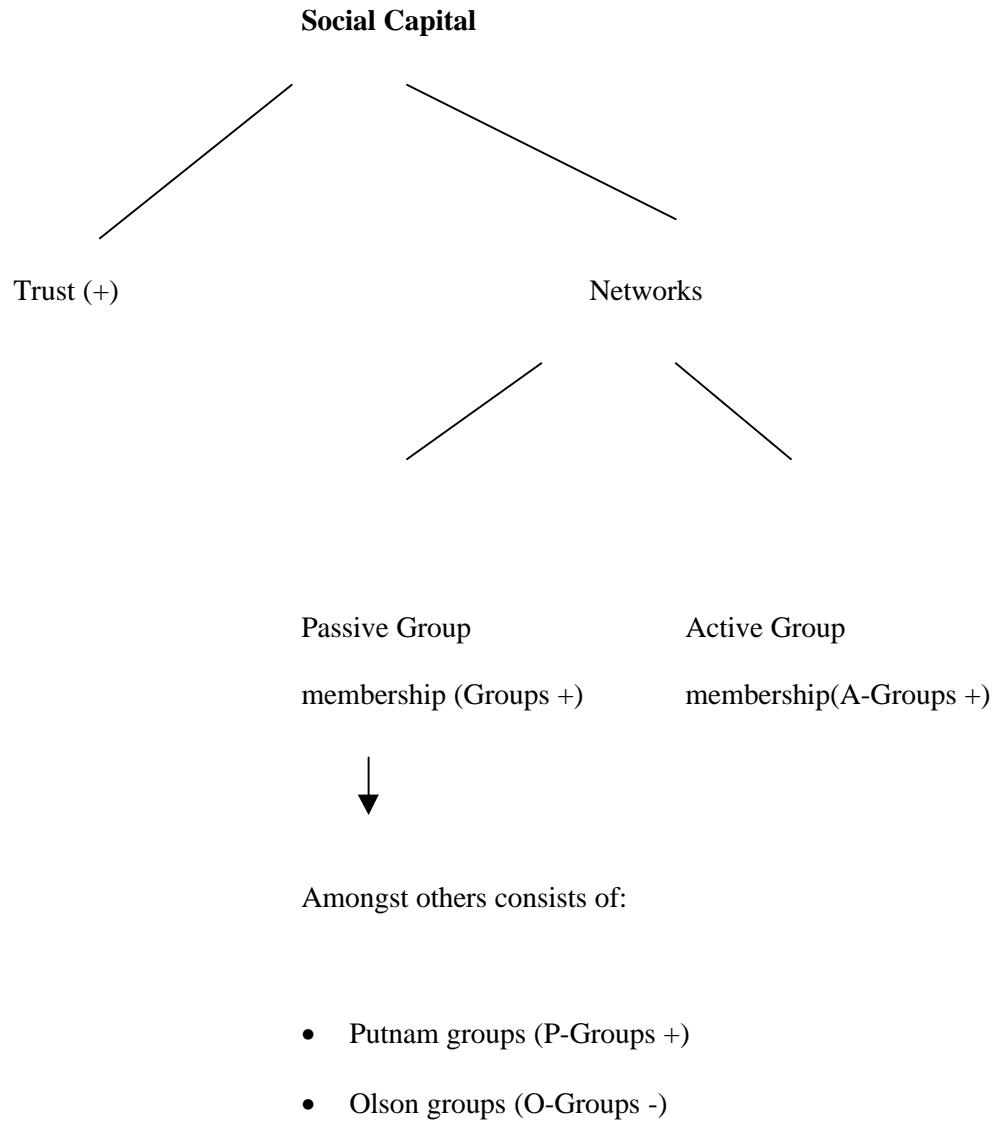 Social Capital
Trust (+)
Networks
Passive Group
membership (Groups +)
Active Group
membership(A-Groups +)
Amongst others consists of:
• Putnam groups (P-Groups +)
• Olson groups (O-Groups -)